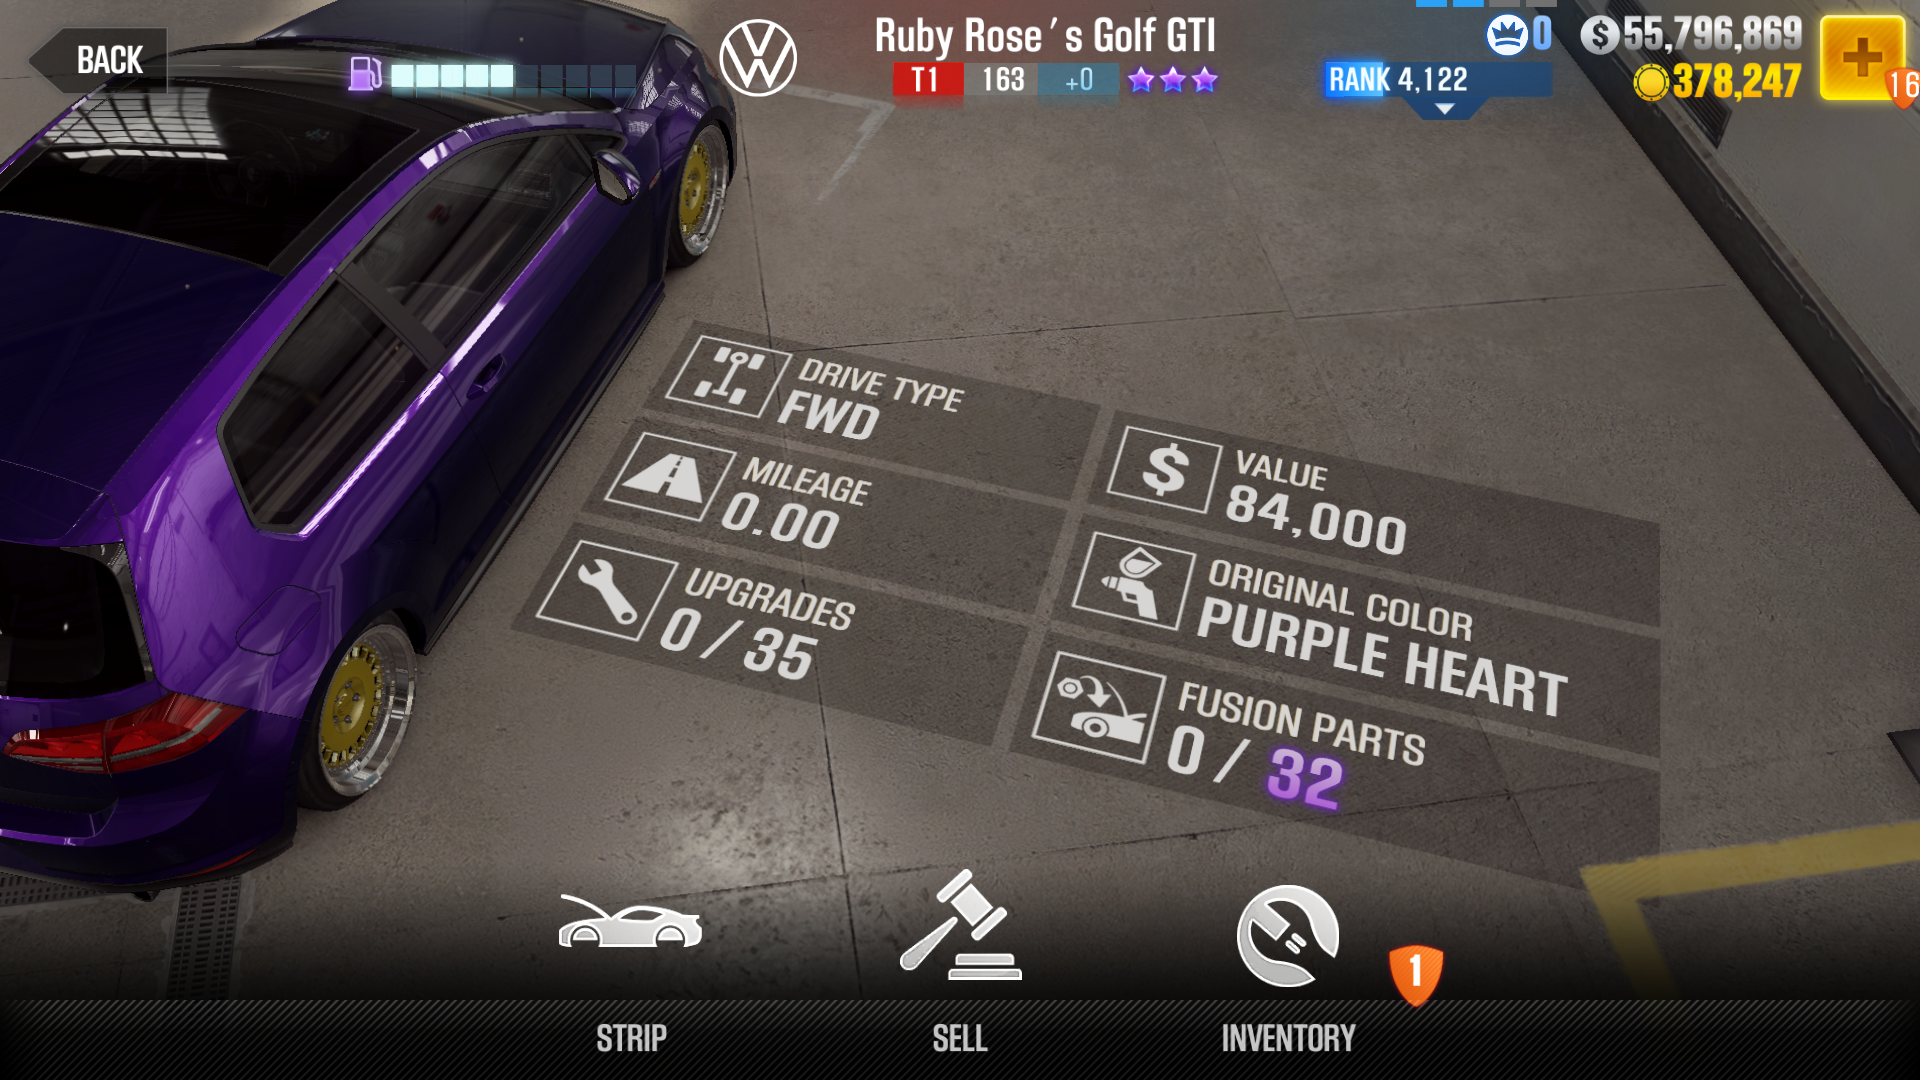 BACK
Ruby Rose's Golf GTI
T1 163 +0
RANK 4,122
0
$ 55,796,869
378,247
16
DRIVE TYPE
FWD
MILEAGE
0.00
UPGRADES
0/35
$ VALUE
84,000
ORIGINAL COLOR
PURPLE HEART
FUSION PARTS
0/32
1
STRIP
SELL
INVENTORY